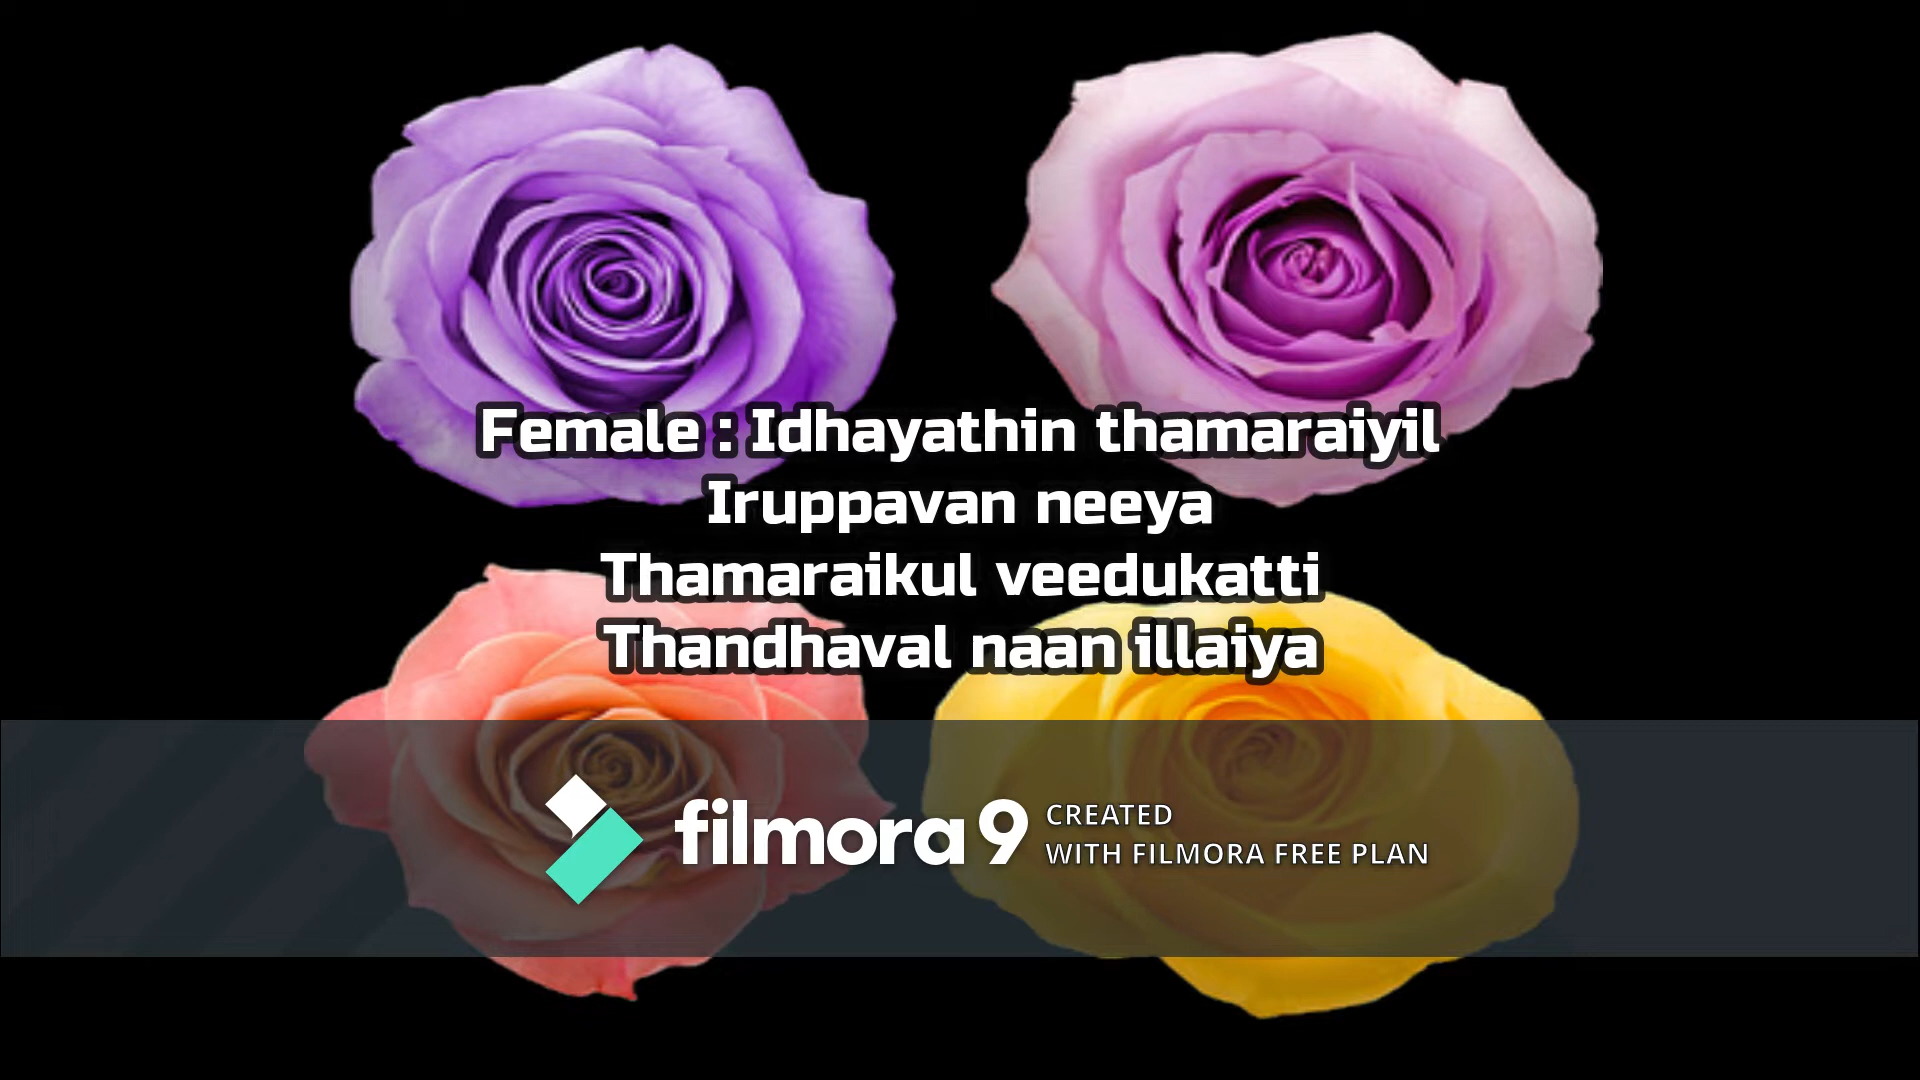 Female : Idhayathin thamaraiyil
Iruppavan neeya
Thamaraikul veedukatti
Thandhaval naan illaiya
filmora 9 CREATED
WITH FILMORA FREE PLAN